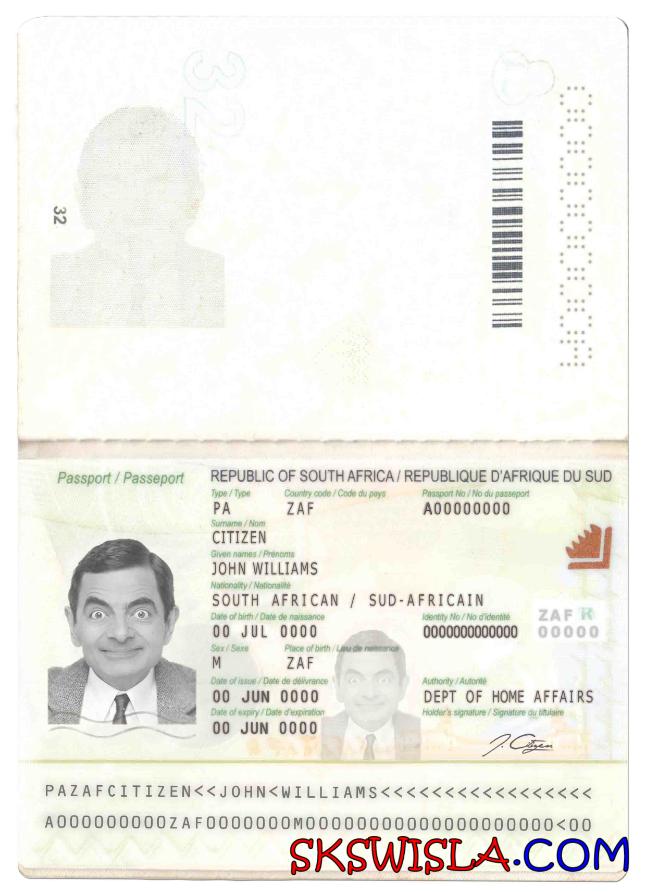 32
32
Passport / Passeport
REPUBLIC OF SOUTH AFRICA / REPUBLIQUE D'AFRIQUE DU SUD
Type / Type Country code / Code du pays Passport No / No du passeport
PA ZAF A00000000
Surname / Nom
CITIZEN
Given names / Prénoms
JOHN WILLIAMS
Nationality / Nationalité
SOUTH AFRICAN / SUD-AFRICAIN
Date of birth / Date de naissance Identity No / No d'identité
00 JUL 0000 0000000000000
ZAF R
00000
Sex / Sexe Place of birth / Lieu de naissance
M ZAF
Date of issue / Date de délivrance Authority / Autorité
00 JUN 0000 DEPT OF HOME AFFAIRS
Date of expiry / Date d'expiration Holder's signature / Signature du titulaire
00 JUN 0000
J. Citizen
PAZAFCITIZEN<<JOHN<WILLIAMS<<<<<<<<<<<<<<<<<
A000000000ZAF0000000M0000000000000000000000<00
SKSWISLA.COM